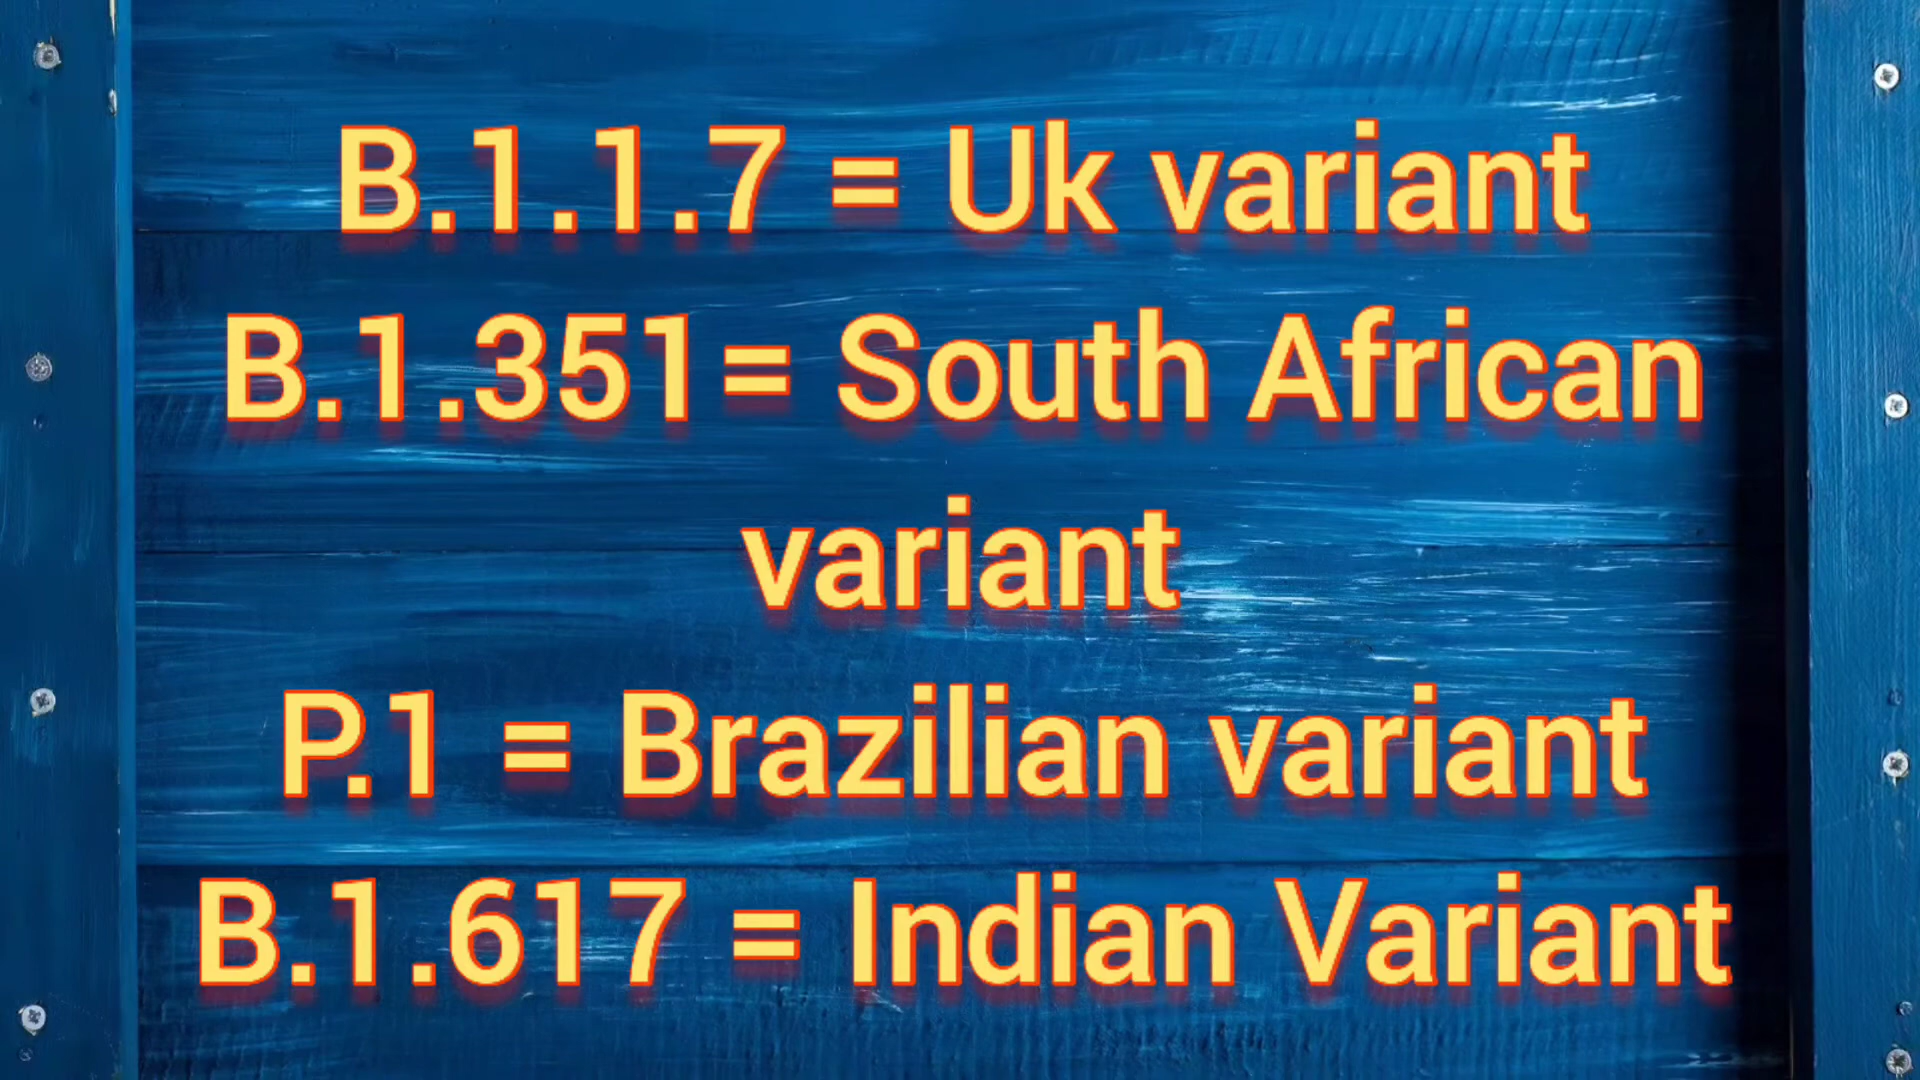 B.1.1.7 = Uk variant
B.1.351= South African
variant
P.1 = Brazilian variant
B.1.617 = Indian Variant